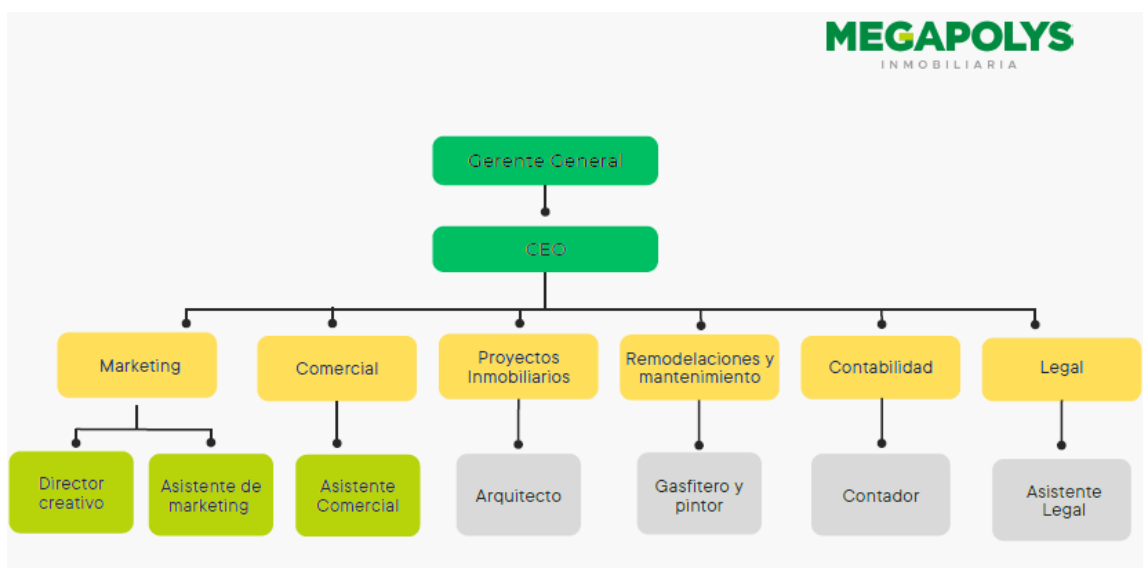 MEGAPOLYS
INMOBILIARIA
Gerente General
CEO
Marketing
Comercial
Proyectos
Inmobiliarios
Remodelaciones y
mantenimiento
Contabilidad
Legal
Director
creativo
Asistente de
marketing
Asistente
Comercial
Arquitecto
Gasfitero y
pintor
Contador
Asistente
Legal